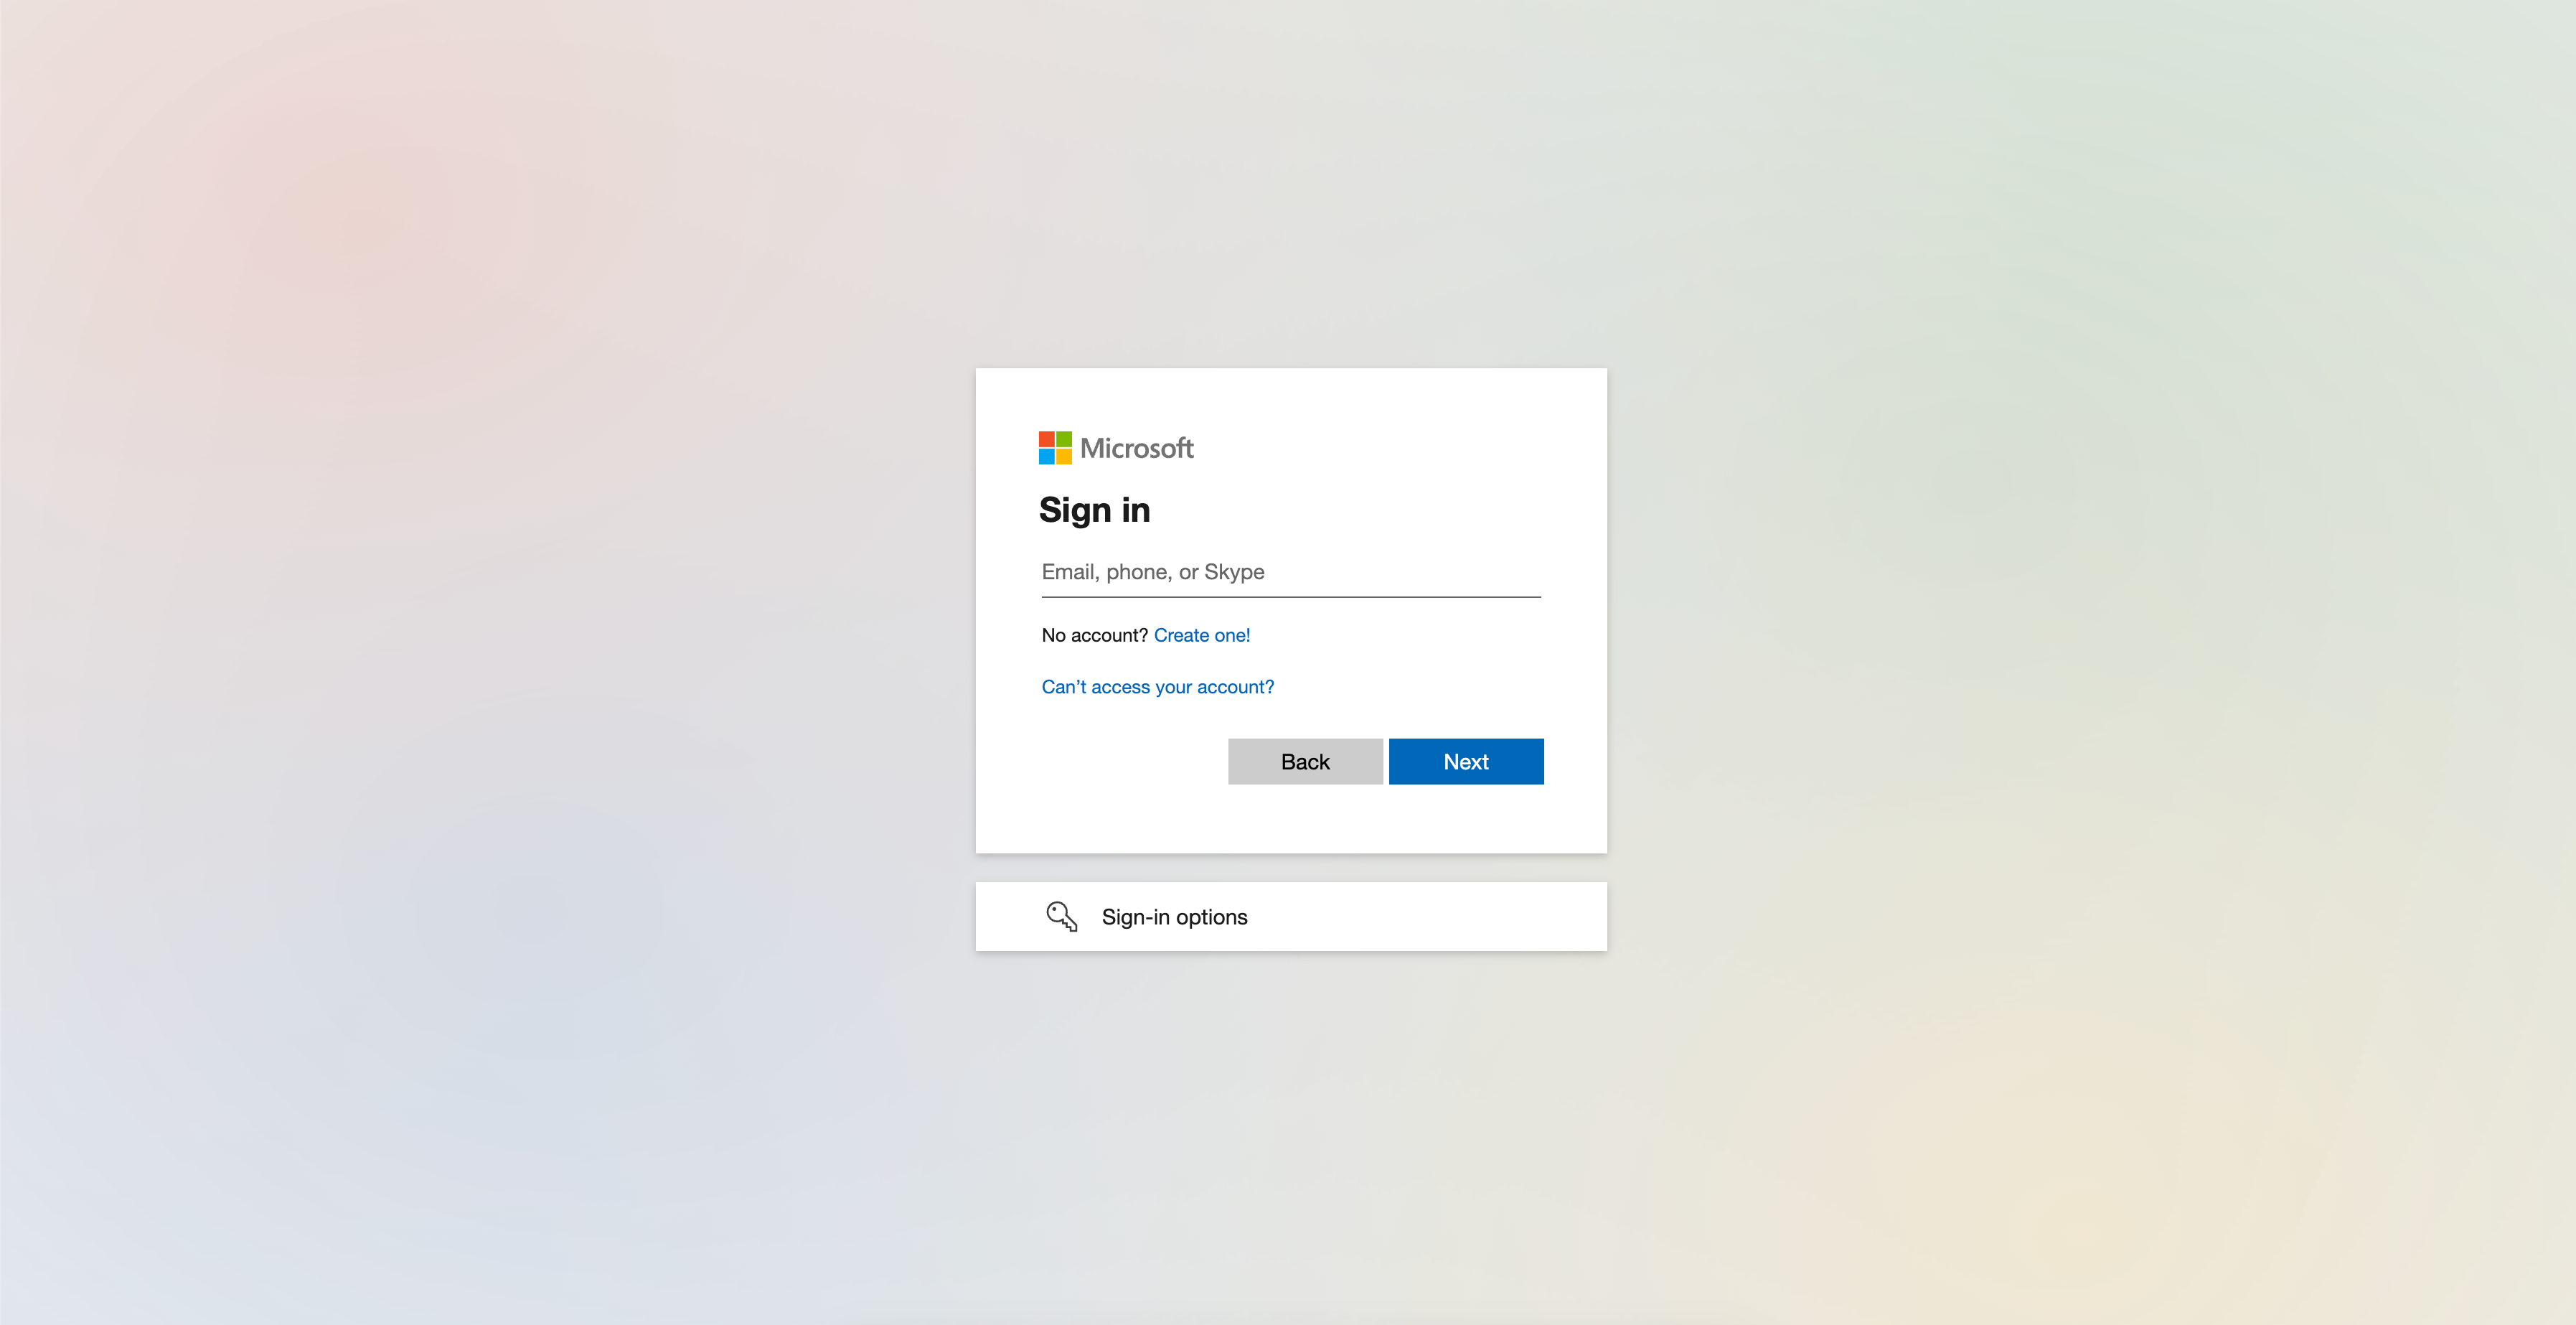 Microsoft
Sign in
Email, phone, or Skype
No account? Create one!
Can’t access your account?
Back
Next
Sign-in options